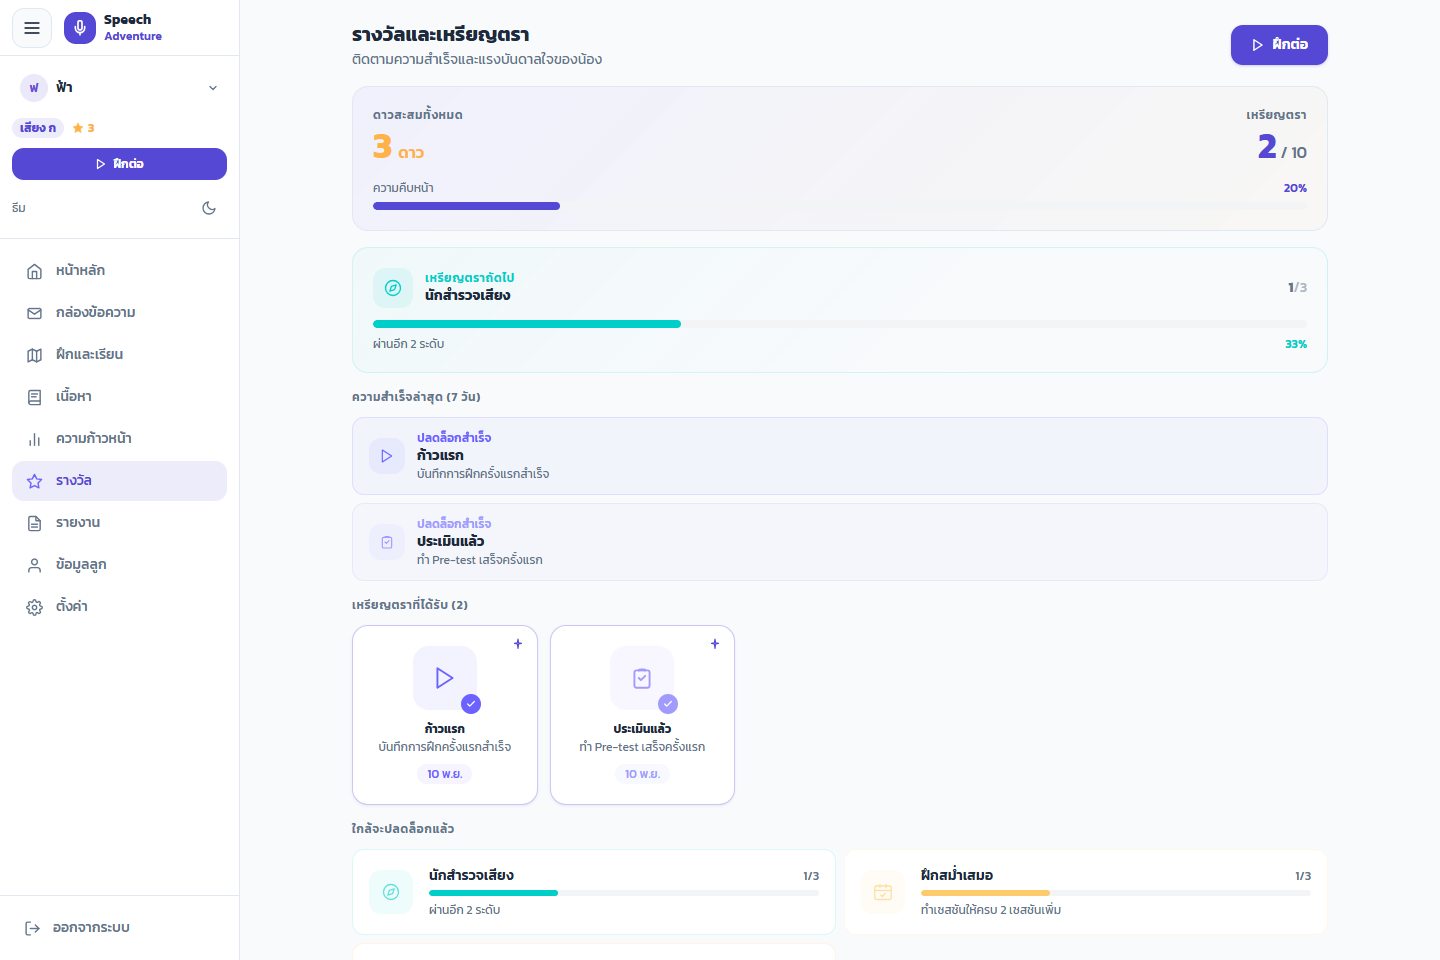 Speech
Adventure
ฟ
ฟ้า
เสียง ก
3
ฝึกต่อ
ธีม
หน้าหลัก
กล่องข้อความ
ฝึกและเรียน
เนื้อหา
ความก้าวหน้า
รางวัล
รายงาน
ข้อมูลลูก
ตั้งค่า
ออกจากระบบ
รางวัลและเหรียญตรา
ติดตามความสำเร็จและแรงบันดาลใจของน้อง
ฝึกต่อ
ดาวสะสมทั้งหมด
เหรียญตรา
3 ดาว
2 / 10
ความคืบหน้า
20%
เหรียญตราถัดไป
นักสำรวจเสียง
1/3
ผ่านอีก 2 ระดับ
33%
ความสำเร็จล่าสุด (7 วัน)
ปลดล็อกสำเร็จ
ก้าวแรก
บันทึกการฝึกครั้งแรกสำเร็จ
ปลดล็อกสำเร็จ
ประเมินแล้ว
ทำ Pre-test เสร็จครั้งแรก
เหรียญตราที่ได้รับ (2)
ก้าวแรก
บันทึกการฝึกครั้งแรกสำเร็จ
10 พ.ย.
ประเมินแล้ว
ทำ Pre-test เสร็จครั้งแรก
10 พ.ย.
ใกล้จะปลดล็อกแล้ว
นักสำรวจเสียง
1/3
ผ่านอีก 2 ระดับ
ฝึกสม่ำเสมอ
1/3
ทำเซสชันให้ครบ 2 เซสชันเพิ่ม